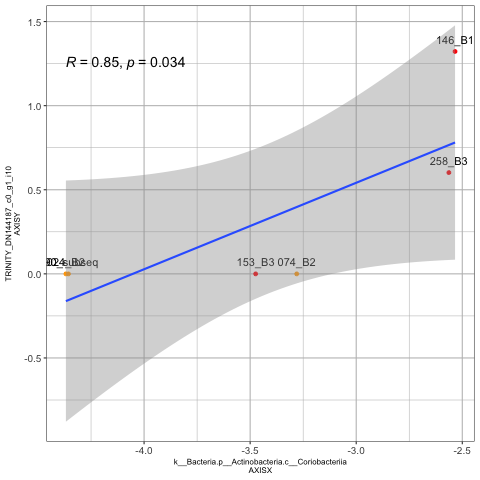 1.5
1.0
0.5
0.0
-0.5
R = 0.85, p = 0.034
146_B1
258_B3
153_B3 074_B2
-4.0 -3.5 -3.0 -2.5
k__Bacteria.p__Actinobacteria.c__Coriobacteriia
AXISX
TRINITY_DN144187_c0_g1_i10
AXISY